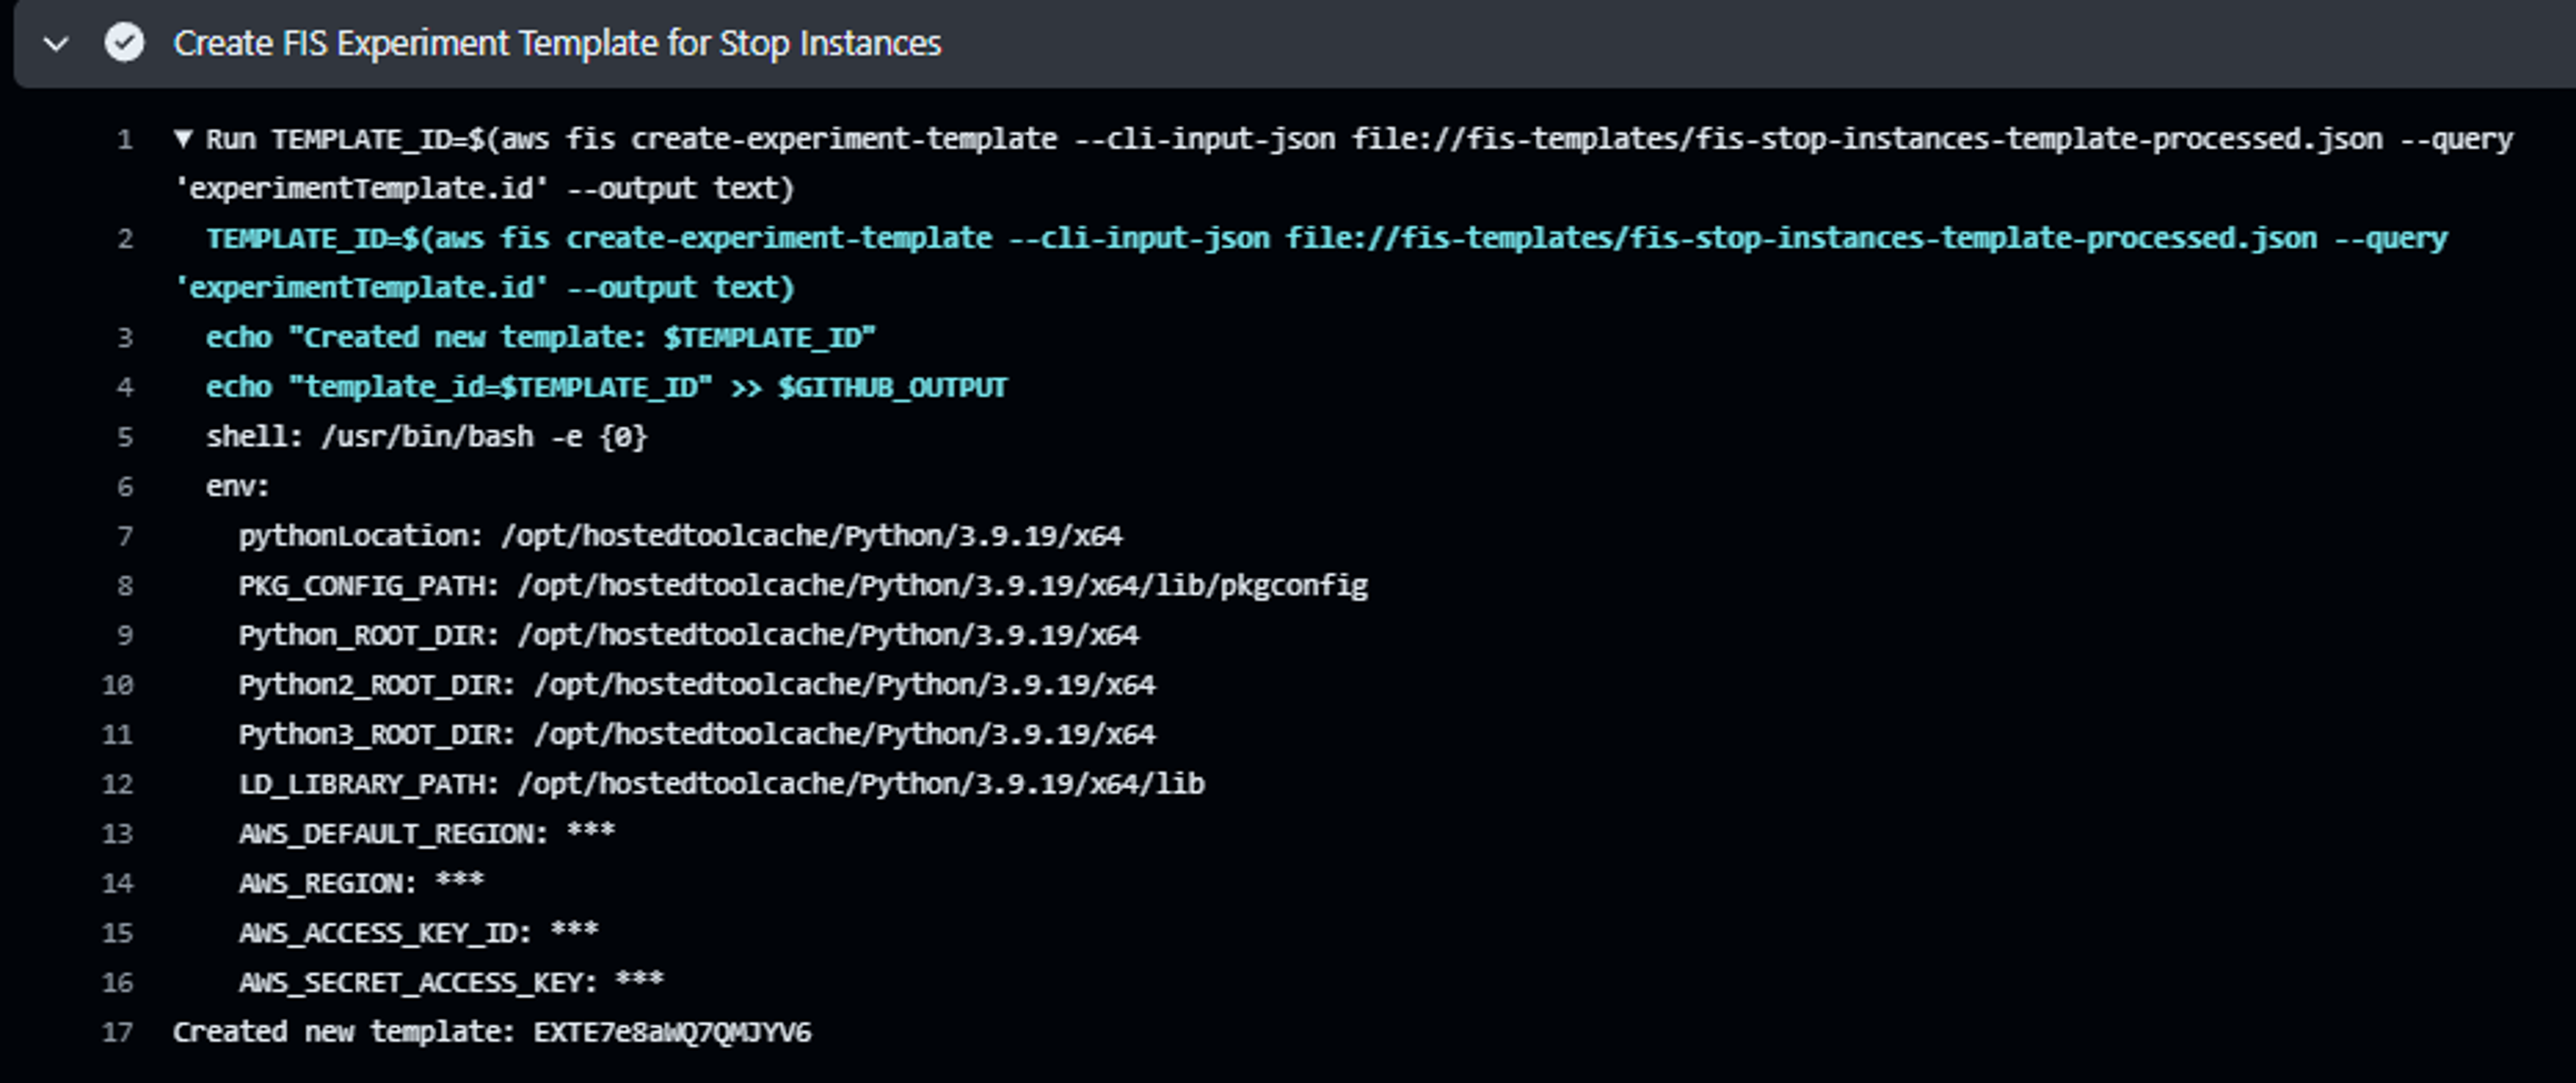 Create FIS Experiment Template for Stop Instances
1 ▼ Run TEMPLATE_ID=$(aws fis create-experiment-template --cli-input-json file://fis-templates/fis-stop-instances-template-processed.json --query
'experimentTemplate.id' --output text)
2 TEMPLATE_ID=$(aws fis create-experiment-template --cli-input-json file://fis-templates/fis-stop-instances-template-processed.json --query
'experimentTemplate.id' --output text)
3 echo "Created new template: $TEMPLATE_ID"
4 echo "template_id=$TEMPLATE_ID" >> $GITHUB_OUTPUT
5 shell: /usr/bin/bash -e {0}
6 env:
7 pythonLocation: /opt/hostedtoolcache/Python/3.9.19/x64
8 PKG_CONFIG_PATH: /opt/hostedtoolcache/Python/3.9.19/x64/lib/pkgconfig
9 Python_ROOT_DIR: /opt/hostedtoolcache/Python/3.9.19/x64
10 Python2_ROOT_DIR: /opt/hostedtoolcache/Python/3.9.19/x64
11 Python3_ROOT_DIR: /opt/hostedtoolcache/Python/3.9.19/x64
12 LD_LIBRARY_PATH: /opt/hostedtoolcache/Python/3.9.19/x64/lib
13 AWS_DEFAULT_REGION: ***
14 AWS_REGION: ***
15 AWS_ACCESS_KEY_ID: ***
16 AWS_SECRET_ACCESS_KEY: ***
17 Created new template: EXTE7e8aWQ7QMJYV6